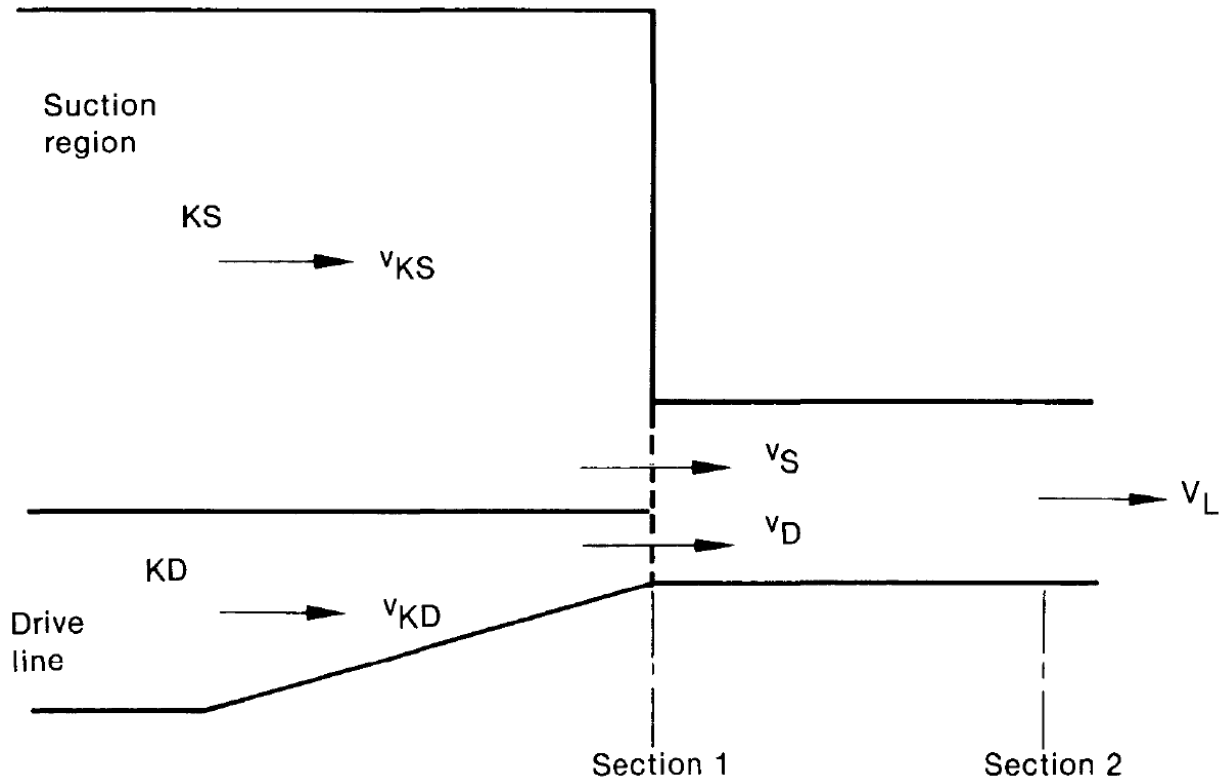 Suction
region
KS
vKS
vS
vD
VL
KD
vKD
Drive
line
Section 1
Section 2